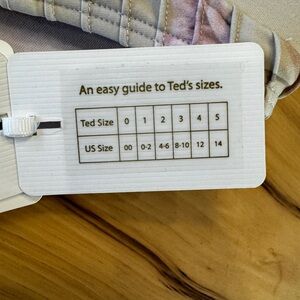 An easy guide to Ted's sizes.
Ted Size 0 1 2 3 4 5
US Size 00 0-2 4-6 8-10 12 14